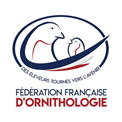 DES ÉLEVEURS TOURNÉS VERS L'AVENIR
FÉDÉRATION FRANÇAISE
D'ORNITHOLOGIE